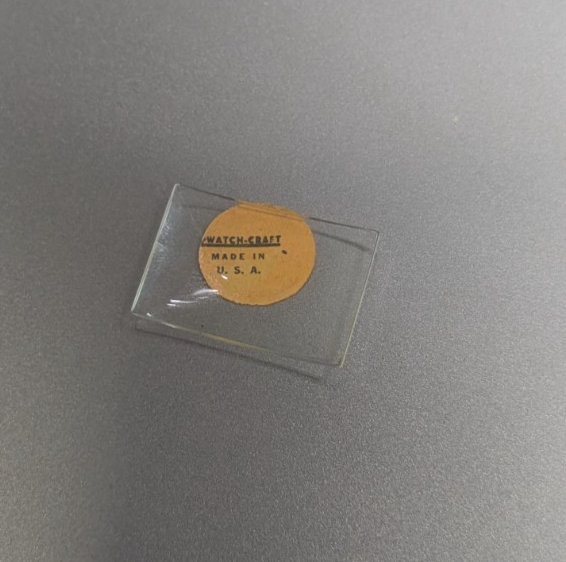 WATCH-CRAFT
MADE IN
U. S. A.